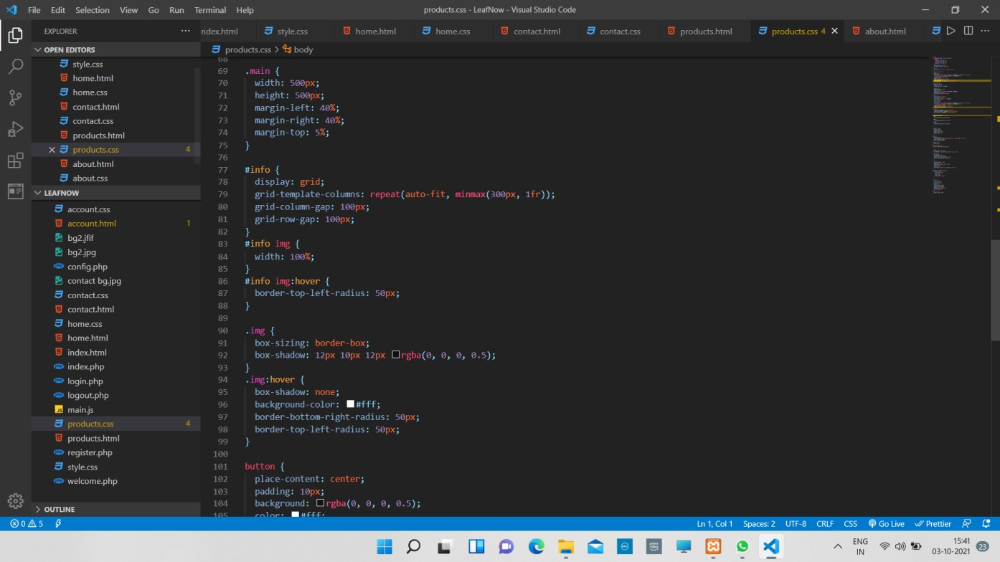 File Edit Selection View Go Run Terminal Help products.css - LeafNow - Visual Studio Code
EXPLORER ndex.html style.css home.html home.css contact.html contact.css products.html products.css 4 about.html
OPEN EDITORS
style.css
home.html
home.css
contact.html
contact.css
products.html
products.css 4
about.html
about.css
LEAFNOW
account.css
account.html 1
bg2.jfif
bg2.jpg
config.php
contact bg.jpg
contact.css
contact.html
home.css
home.html
index.html
index.php
login.php
logout.php
main.js
products.css 4
products.html
register.php
style.css
welcome.php
OUTLINE
products.css > body
68
69 .main {
70 width: 500px;
71 height: 500px;
72 margin-left: 40%;
73 margin-right: 40%;
74 margin-top: 5%;
75 }
76
77 #info {
78 display: grid;
79 grid-template-columns: repeat(auto-fit, minmax(300px, 1fr));
80 grid-column-gap: 100px;
81 grid-row-gap: 100px;
82 }
83 #info img {
84 width: 100%;
85 }
86 #info img:hover {
87 border-top-left-radius: 50px;
88 }
89
90 .img {
91 box-sizing: border-box;
92 box-shadow: 12px 10px 12px rgba(0, 0, 0, 0.5);
93 }
94 .img:hover {
95 box-shadow: none;
96 background-color: #fff;
97 border-bottom-right-radius: 50px;
98 border-top-left-radius: 50px;
99 }
100
101 button {
102 place-content: center;
103 padding: 10px;
104 background: rgba(0, 0, 0, 0.5);
105 color: #fff;
0 5 Ln 1, Col 1 Spaces: 2 UTF-8 CRLF CSS Go Live Prettier
ENG
IN
15:41
03-10-2021
23